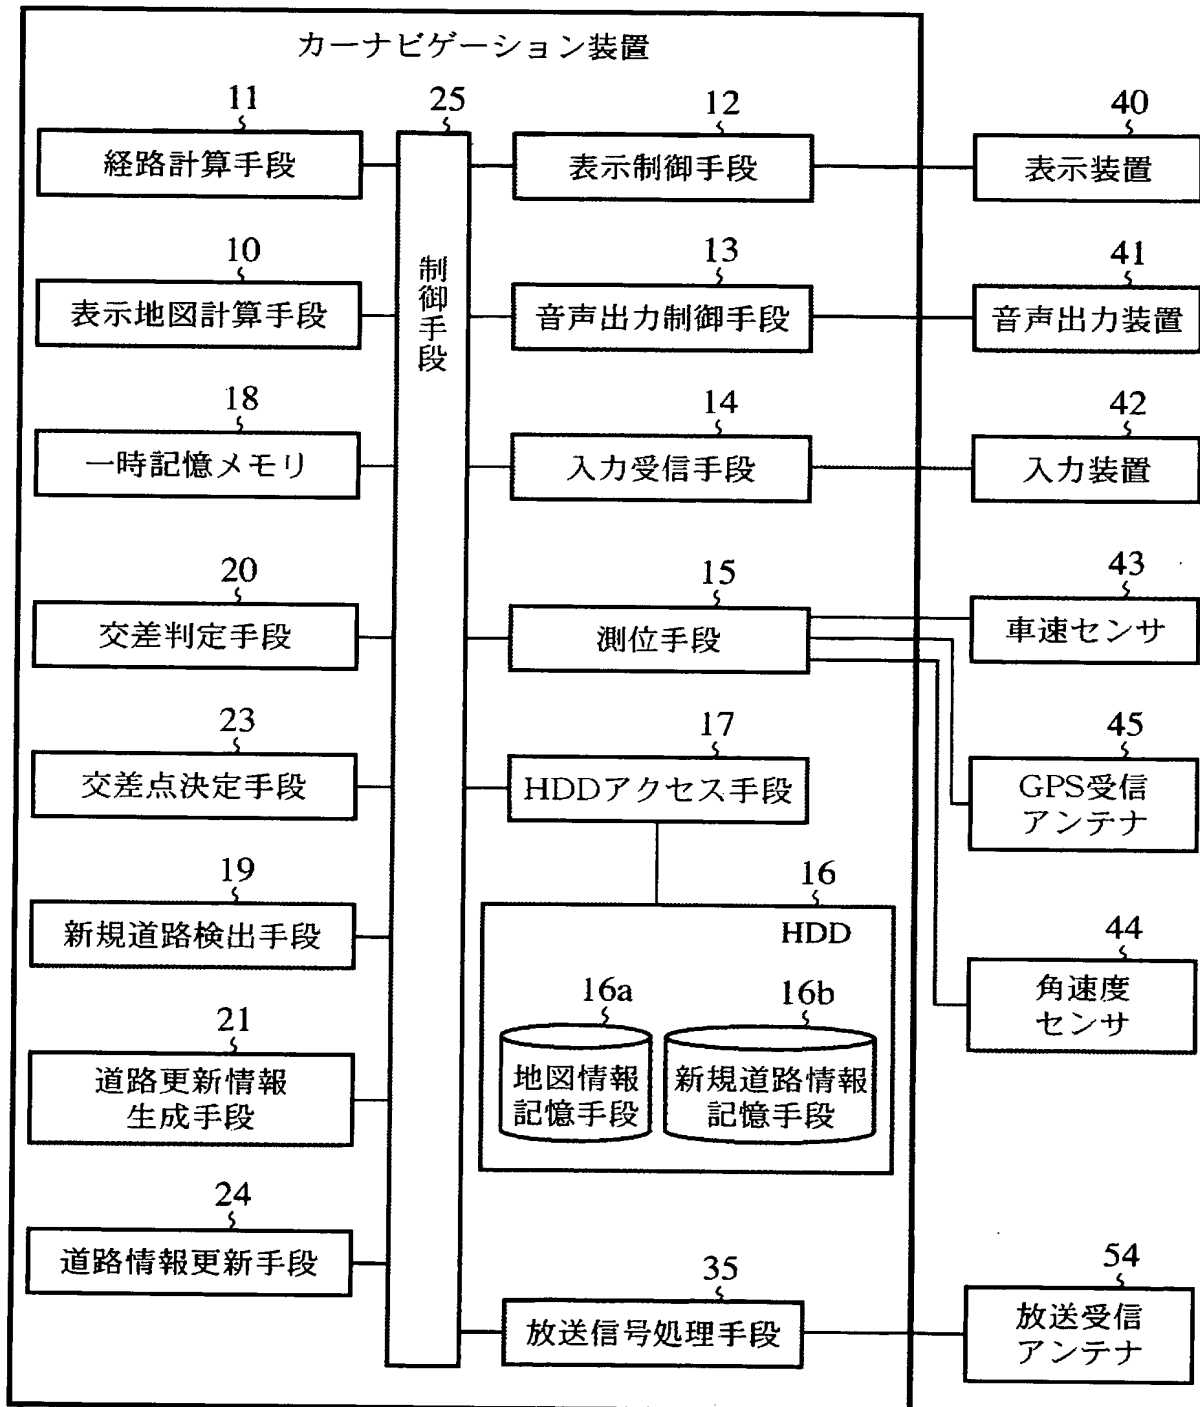 カーナビゲーション装置
11
25
12
40
経路計算手段
表示制御手段
表示装置
10
制御手段
13
41
表示地図計算手段
音声出力制御手段
音声出力装置
18
14
42
一時記憶メモリ
入力受信手段
入力装置
20
15
43
交差判定手段
測位手段
車速センサ
23
17
45
交差点決定手段
HDDアクセス手段
GPS受信
アンテナ
19
16
新規道路検出手段
HDD
44
角速度
センサ
16a
16b
21
道路更新情報
生成手段
地図情報
記憶手段
新規道路情報
記憶手段
24
道路情報更新手段
35
54
放送信号処理手段
放送受信
アンテナ